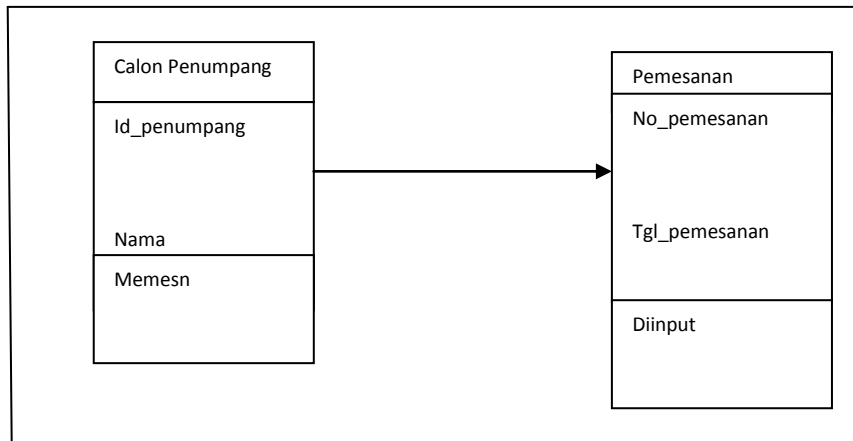 Calon Penumpang
Id_penumpang
Nama
Memesn
Pemesanan
No_pemesanan
Tgl_pemesanan
Diinput